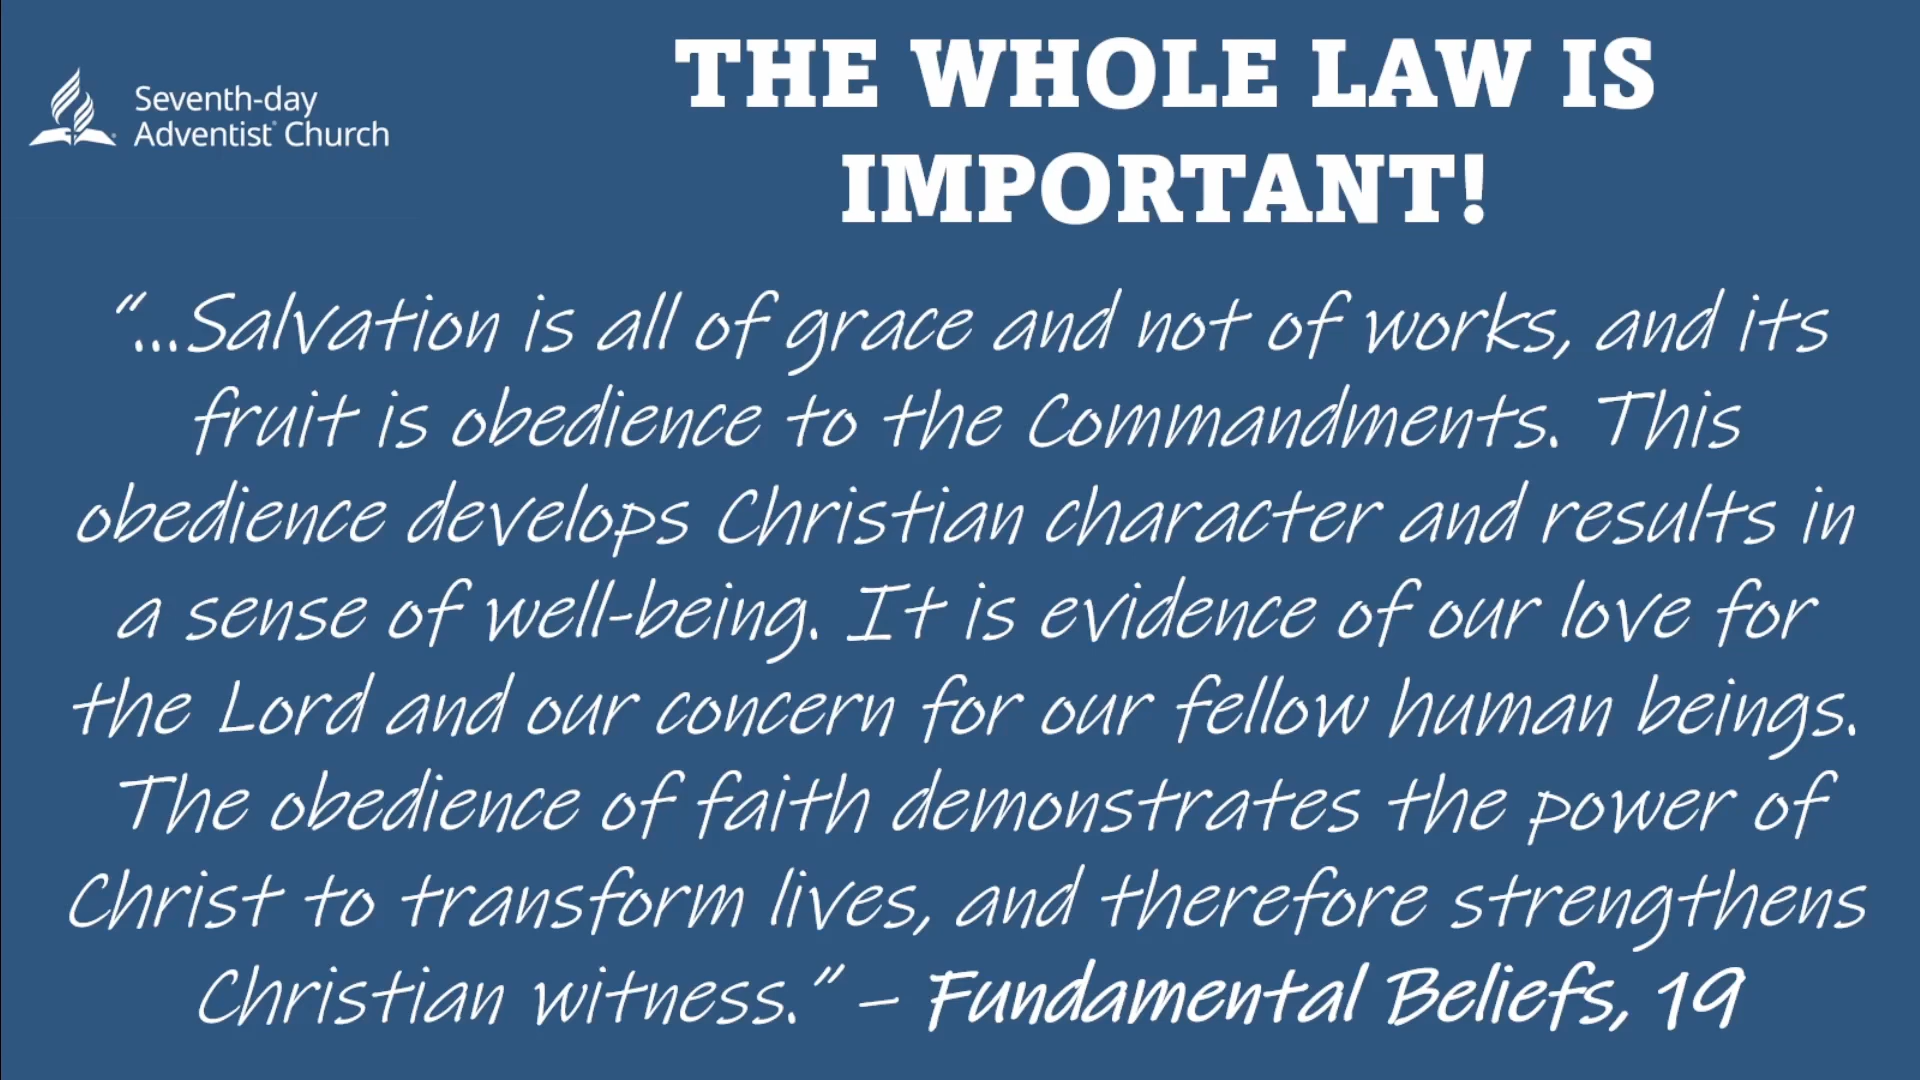 Seventh-day
Adventist® Church
THE WHOLE LAW IS
IMPORTANT!
“...Salvation is all of grace and not of works, and its
fruit is obedience to the Commandments. This
obedience develops Christian character and results in
a sense of well-being. It is evidence of our love for
the Lord and our concern for our fellow human beings.
The obedience of faith demonstrates the power of
Christ to transform lives, and therefore strengthens
Christian witness.” – Fundamental Beliefs, 19